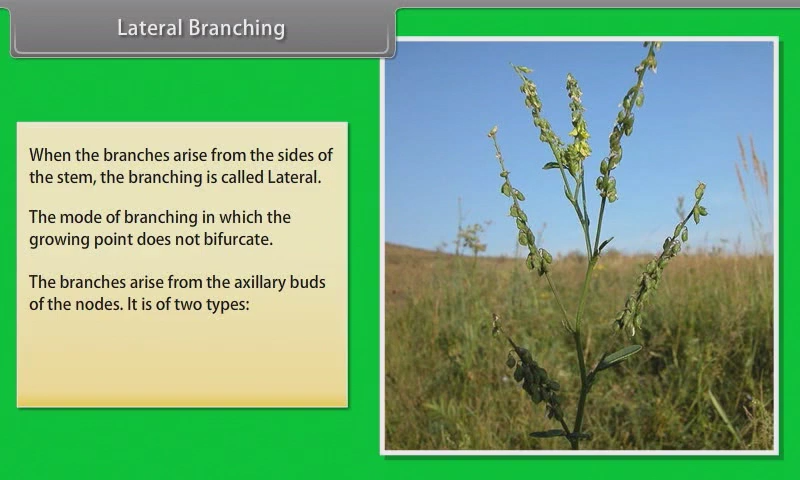 Lateral Branching
When the branches arise from the sides of
the stem, the branching is called Lateral.
The mode of branching in which the
growing point does not bifurcate.
The branches arise from the axillary buds
of the nodes. It is of two types: